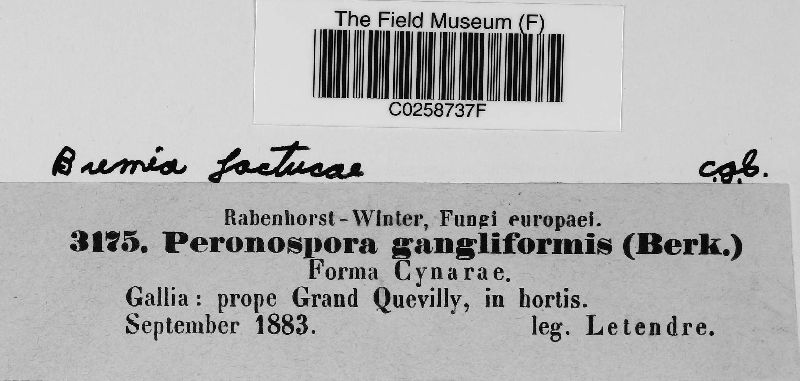 The Field Museum (F)
C0258737F
Bremia lactucae c.g.b.
Rabenhorst-Winter, Fungi europaei.
3175. Peronospora gangliformis (Berk.)
Forma Cynarae.
Gallia: prope Grand Quevilly, in hortis.
September 1883. leg. Letendre.